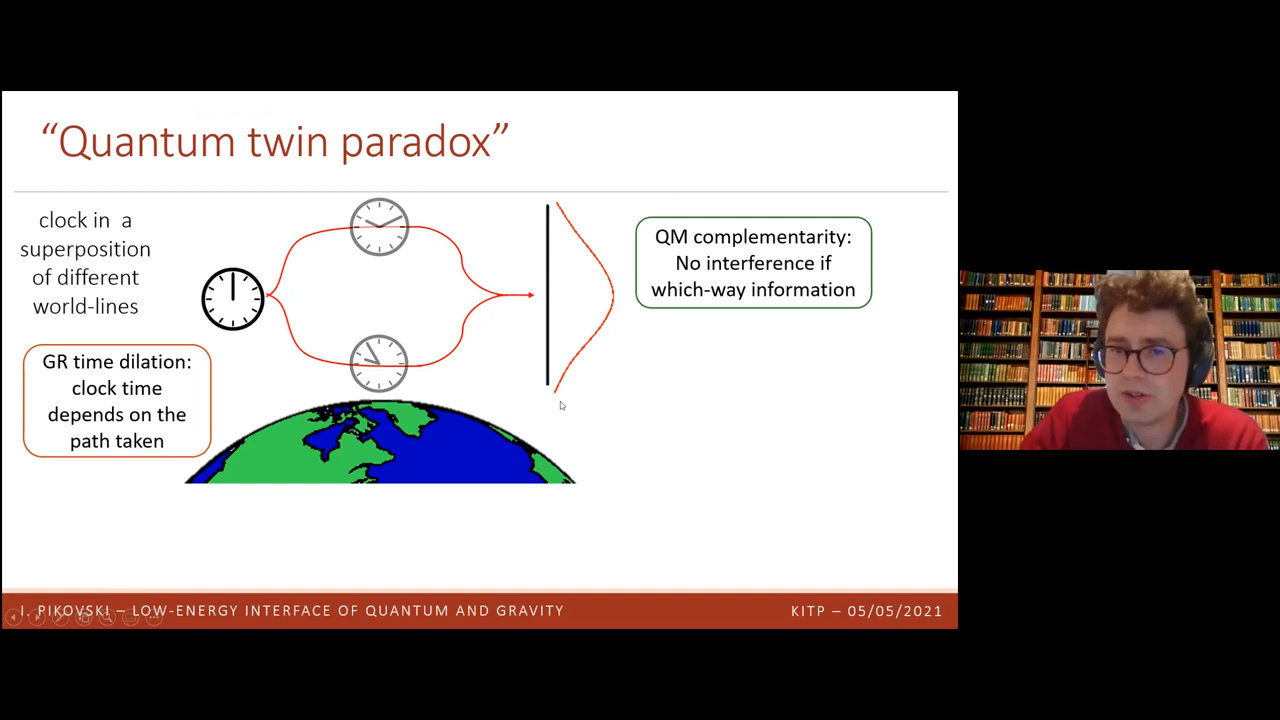 “Quantum twin paradox”
clock in a
superposition
of different
world-lines
GR time dilation:
clock time
depends on the
path taken
QM complementarity:
No interference if
which-way information
I. PIKOVSKI – LOW-ENERGY INTERFACE OF QUANTUM AND GRAVITY
KITP – 05/05/2021